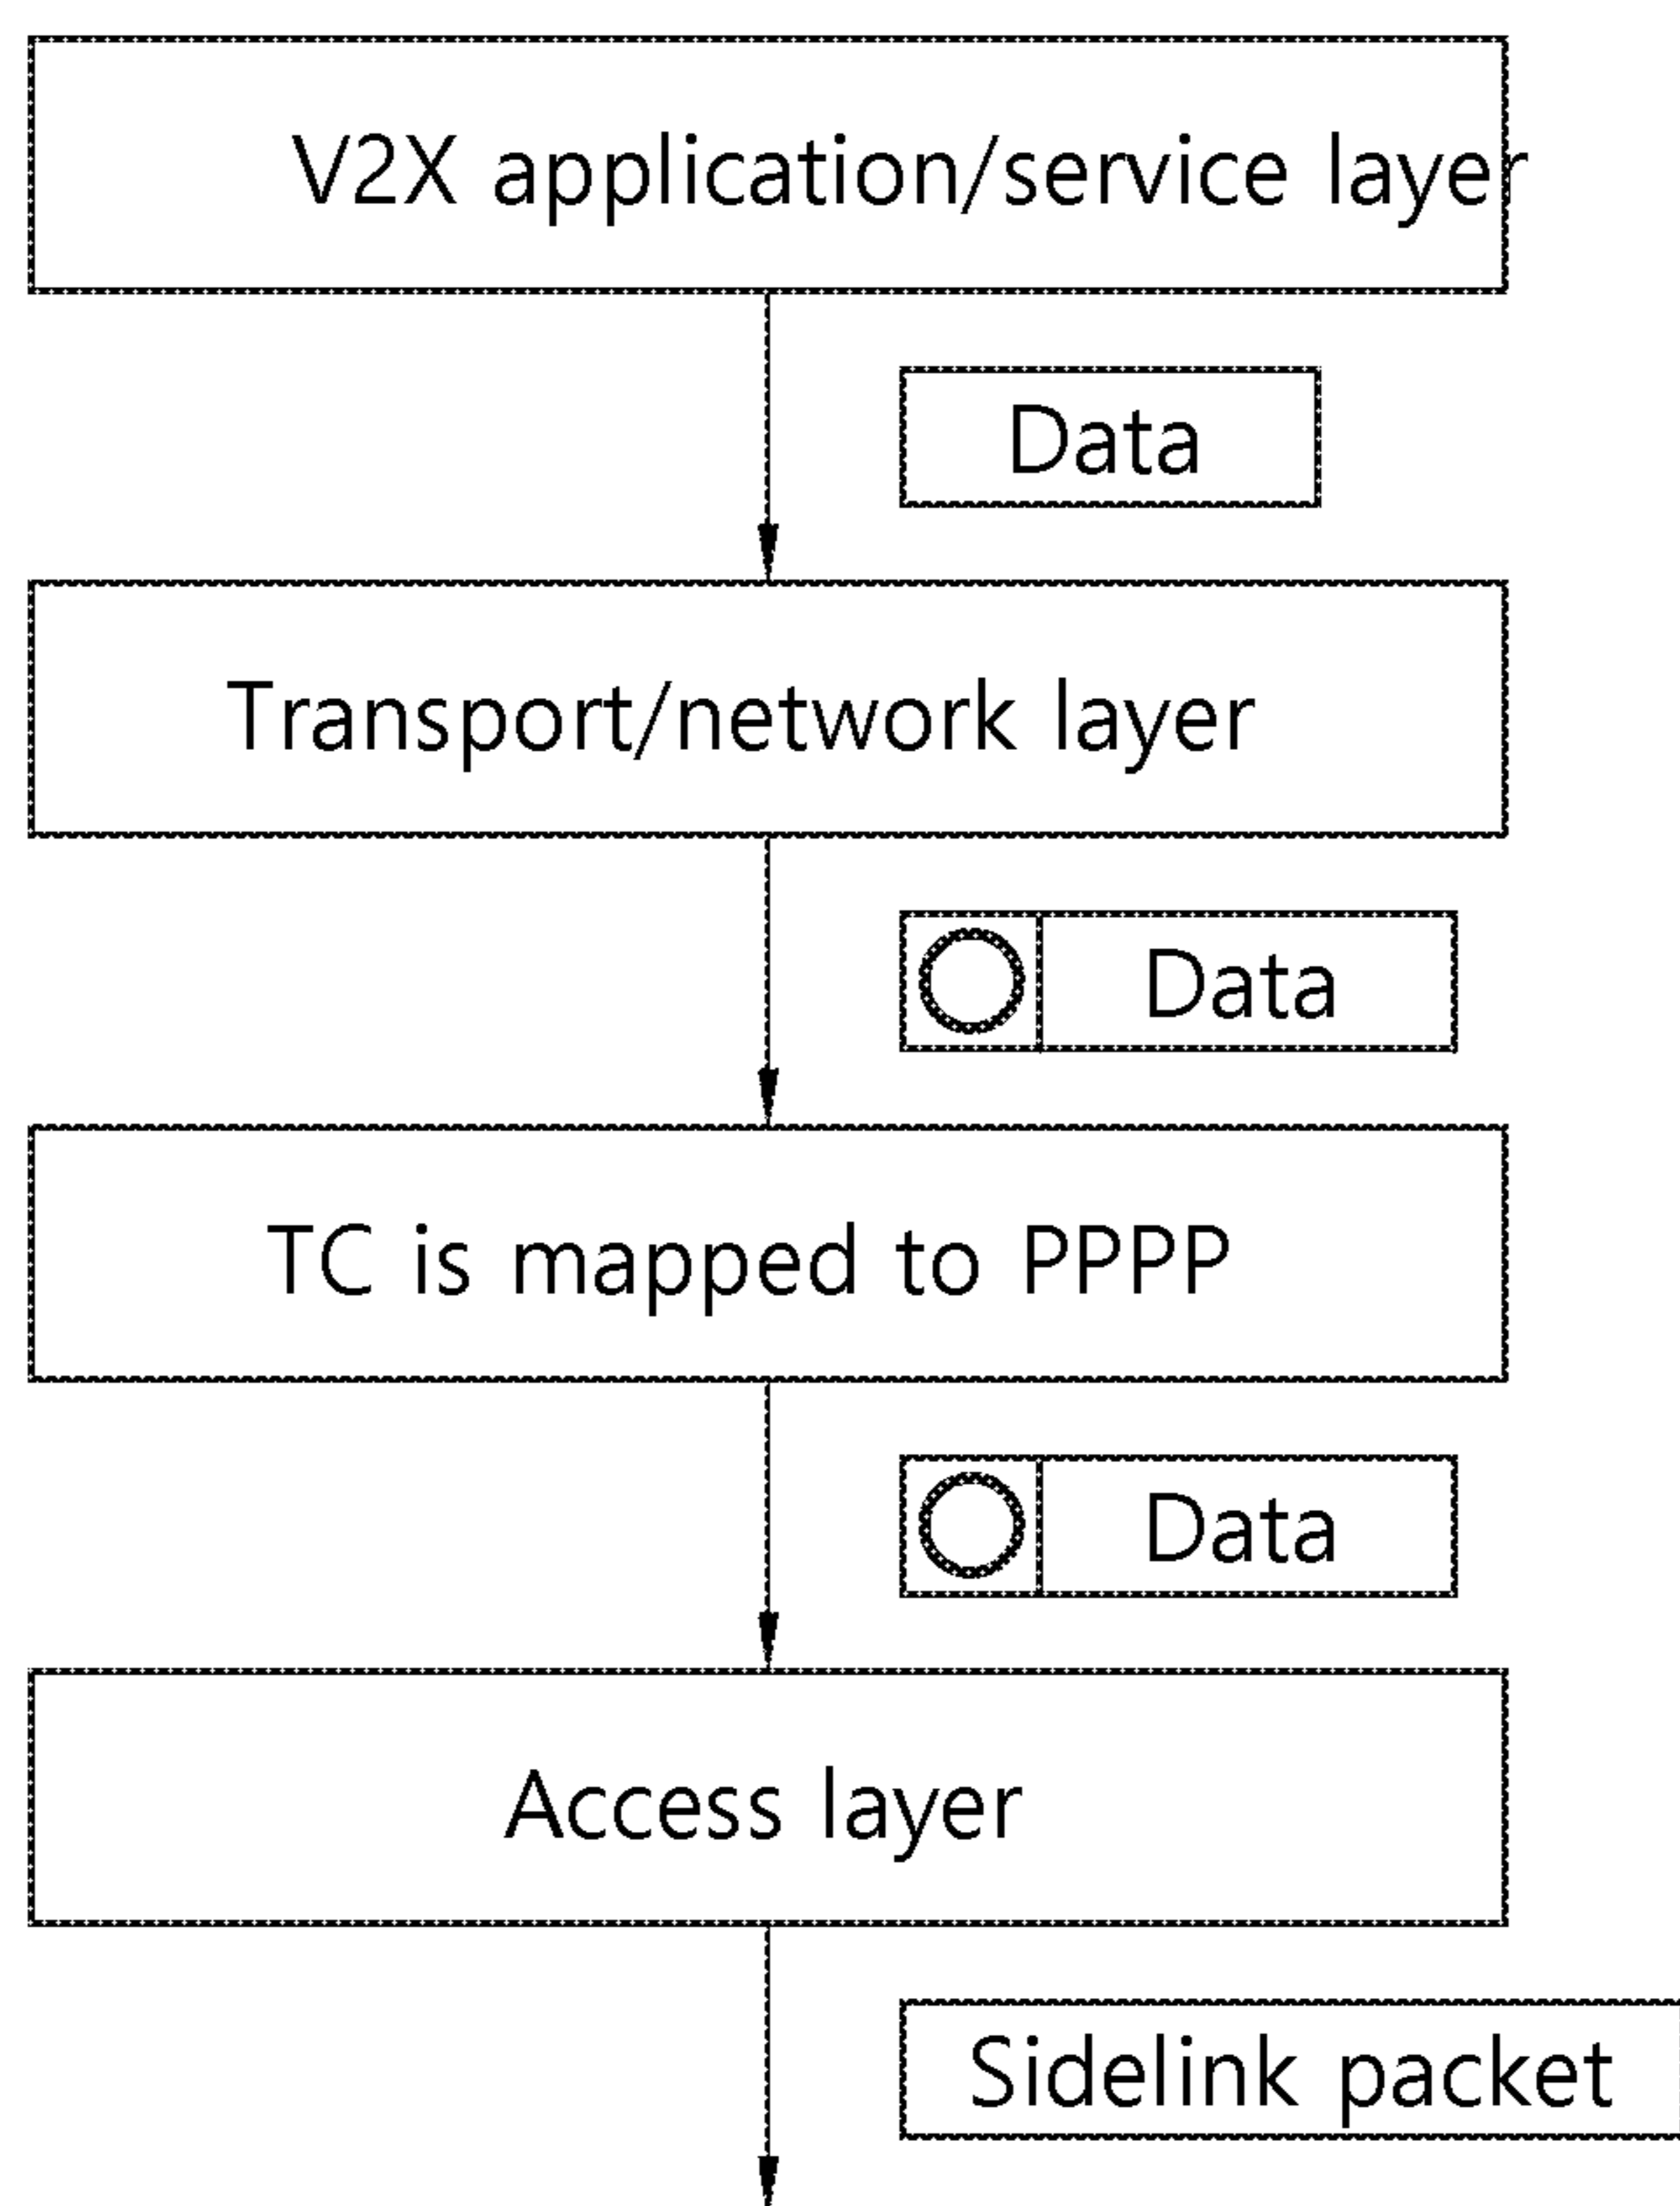 V2X application/service layer
Data
Transport/network layer
Data
TC is mapped to PPPP
Data
Access layer
Sidelink packet